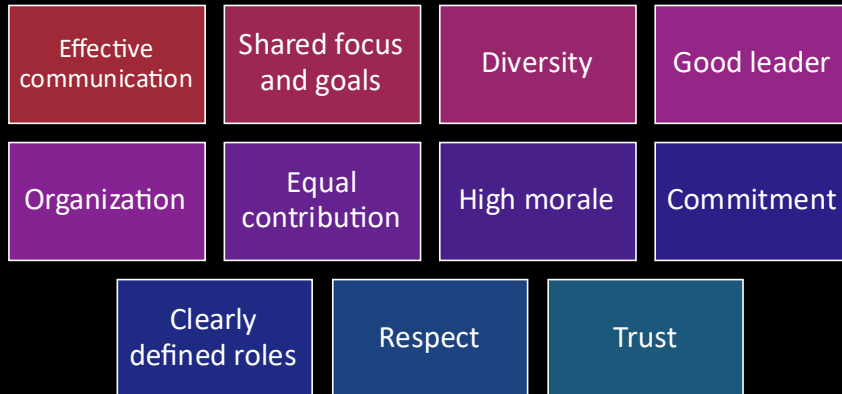 Effective
communication
Shared focus
and goals
Diversity
Good leader
Organization
Equal
contribution
High morale
Commitment
Clearly
defined roles
Respect
Trust